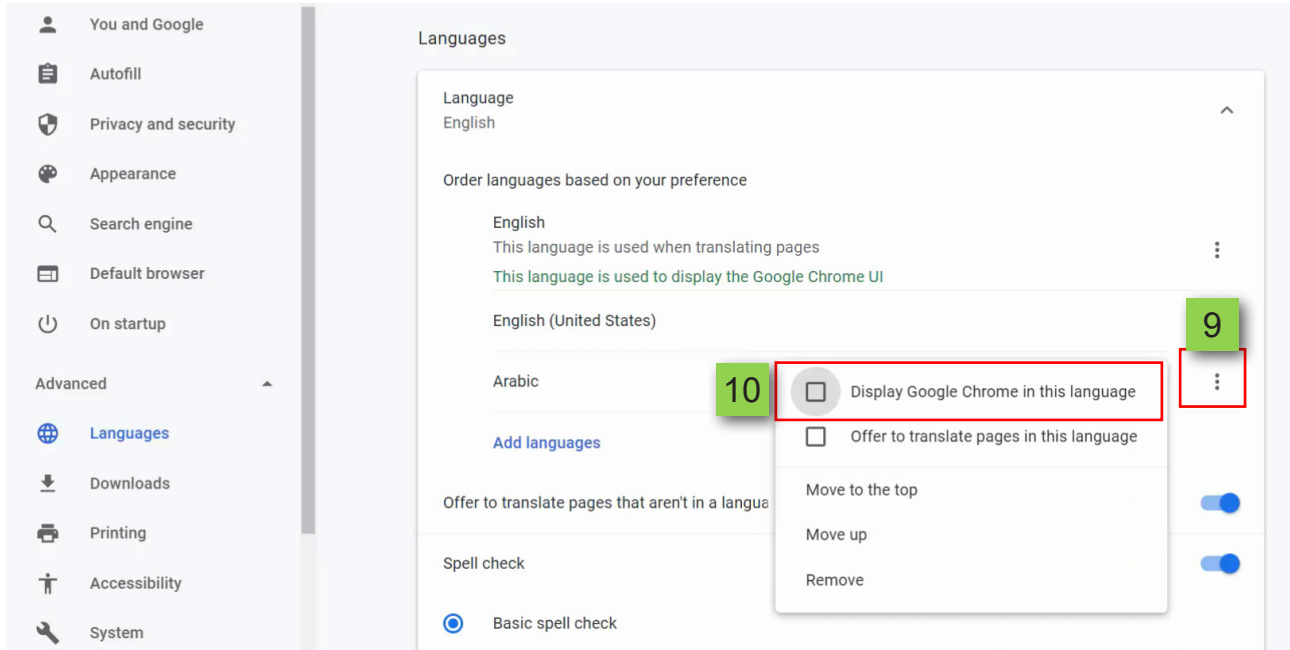 You and Google
Autofill
Privacy and security
Appearance
Search engine
Default browser
On startup
Advanced
Languages
Downloads
Printing
Accessibility
System
Languages
Language
English
Order languages based on your preference
English
This language is used when translating pages
This language is used to display the Google Chrome UI
English (United States)
9
Arabic
10
Display Google Chrome in this language
Offer to translate pages in this language
Move to the top
Move up
Remove
Add languages
Offer to translate pages that aren't in a langua
Spell check
Basic spell check